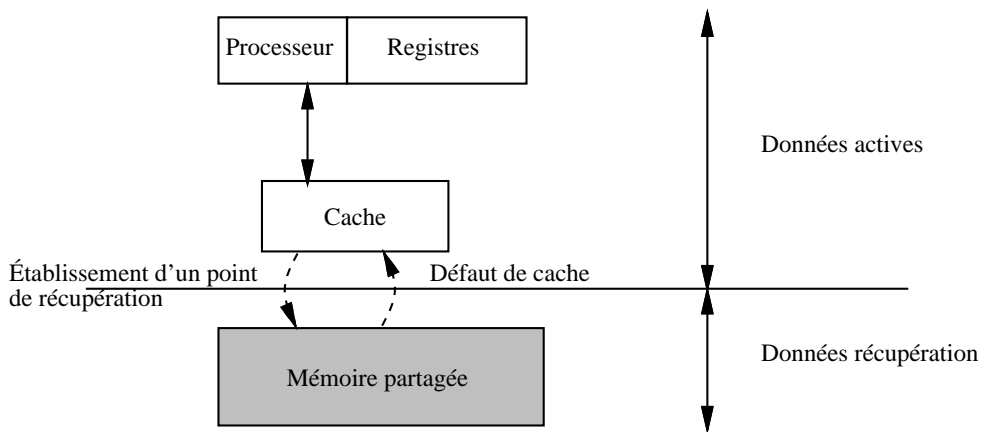 Processeur
Registres
Données actives
Cache
Établissement d'un point
de récupération
Défaut de cache
Mémoire partagée
Données récupération